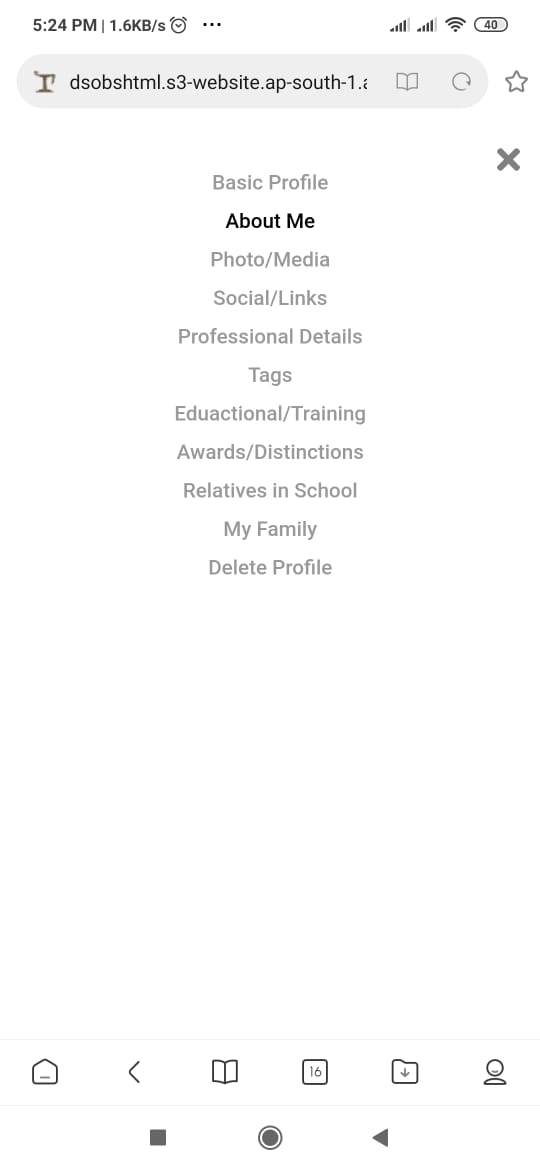 5:24 PM | 1.6KB/s ...
40
dsobshtml.s3-website.ap-south-1.a
Basic Profile
About Me
Photo/Media
Social/Links
Professional Details
Tags
Eduactional/Training
Awards/Distinctions
Relatives in School
My Family
Delete Profile
16